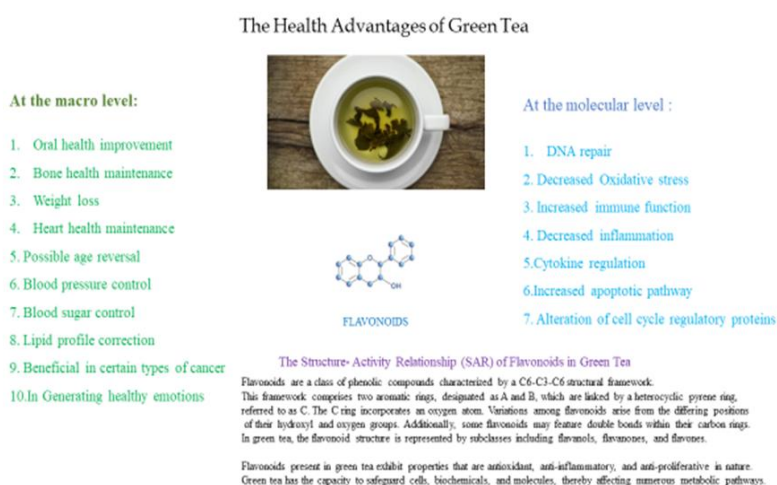 The Health Advantages of Green Tea
At the macro level:
1. Oral health improvement
2. Bone health maintenance
3. Weight loss
4. Heart health maintenance
5. Possible age reversal
6. Blood pressure control
7. Blood sugar control
8. Lipid profile correction
9. Beneficial in certain types of cancer
10.In Generating healthy emotions
At the molecular level :
1. DNA repair
2. Decreased Oxidative stress
3. Increased immune function
4. Decreased inflammation
5.Cytokine regulation
6.Increased apoptotic pathway
7. Alteration of cell cycle regulatory proteins
O
OH
FLAVONOIDS
The Structure- Activity Relationship (SAR) of Flavonoids in Green Tea
Flavonoids are a class of phenolic compounds characterized by a C6-C3-C6 structural framework.
This framework comprises two aromatic rings, designated as A and B, which are linked by a heterocyclic pyrene ring,
referred to as C. The C ring incorporates an oxygen atom. Variations among flavonoids arise from the differing positions
of their hydroxyl and oxygen groups. Additionally, some flavonoids may feature double bonds within their carbon rings.
In green tea, the flavonoid structure is represented by subclasses including flavanols, flavanones, and flavones.
Flavonoids present in green tea exhibit properties that are antioxidant, anti-inflammatory, and anti-proliferative in nature.
Green tea has the capacity to safeguard cells, biochemicals, and molecules, thereby affecting numerous metabolic pathways.